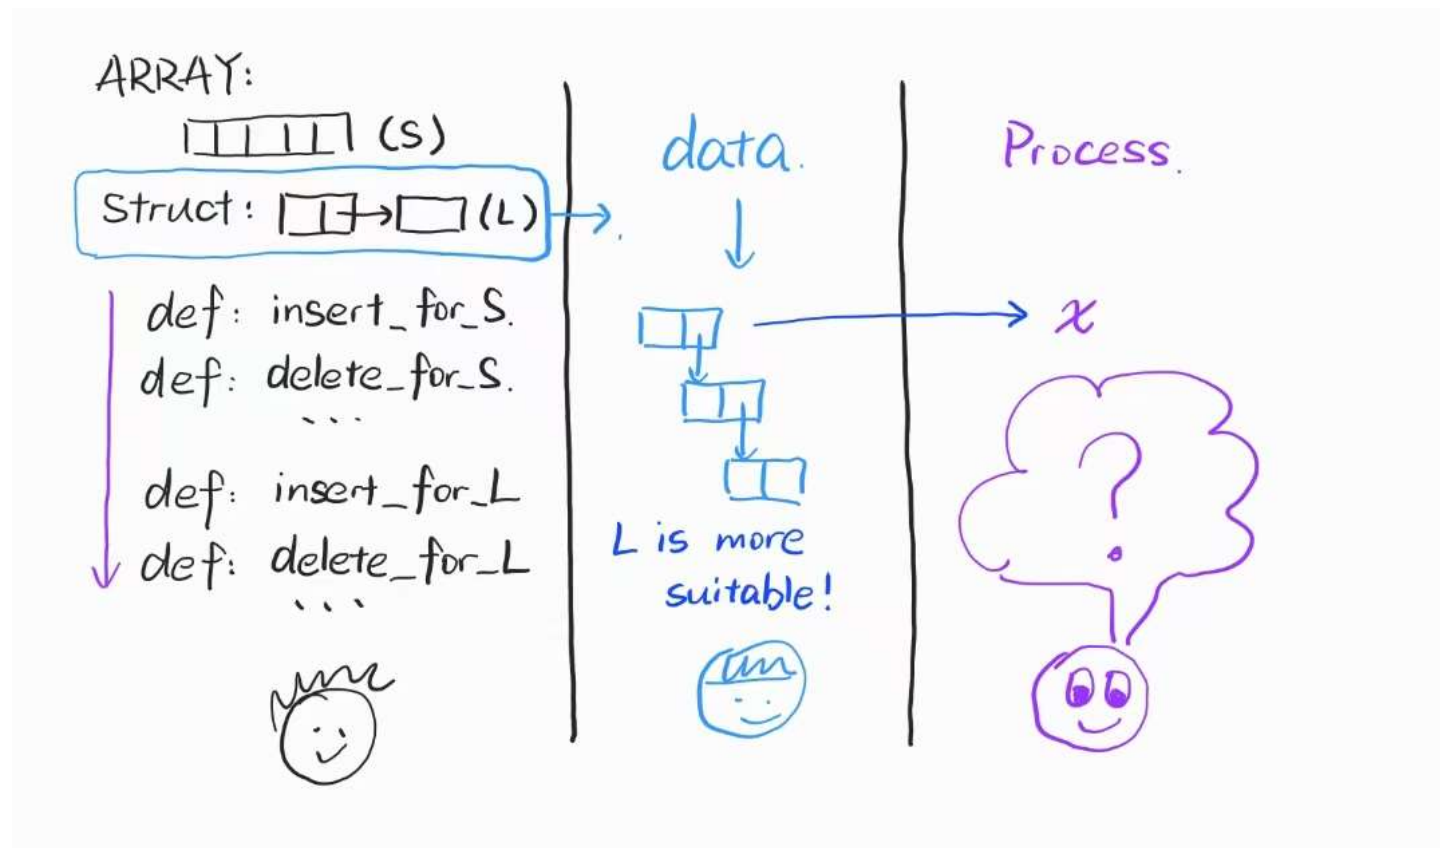 ARRAY:
(S)
Struct: (L)
def: insert_for_S.
def: delete_for_S.
...
def: insert_for_L
def: delete_for_L
...
data.
L is more
suitable!
Process.
x
?